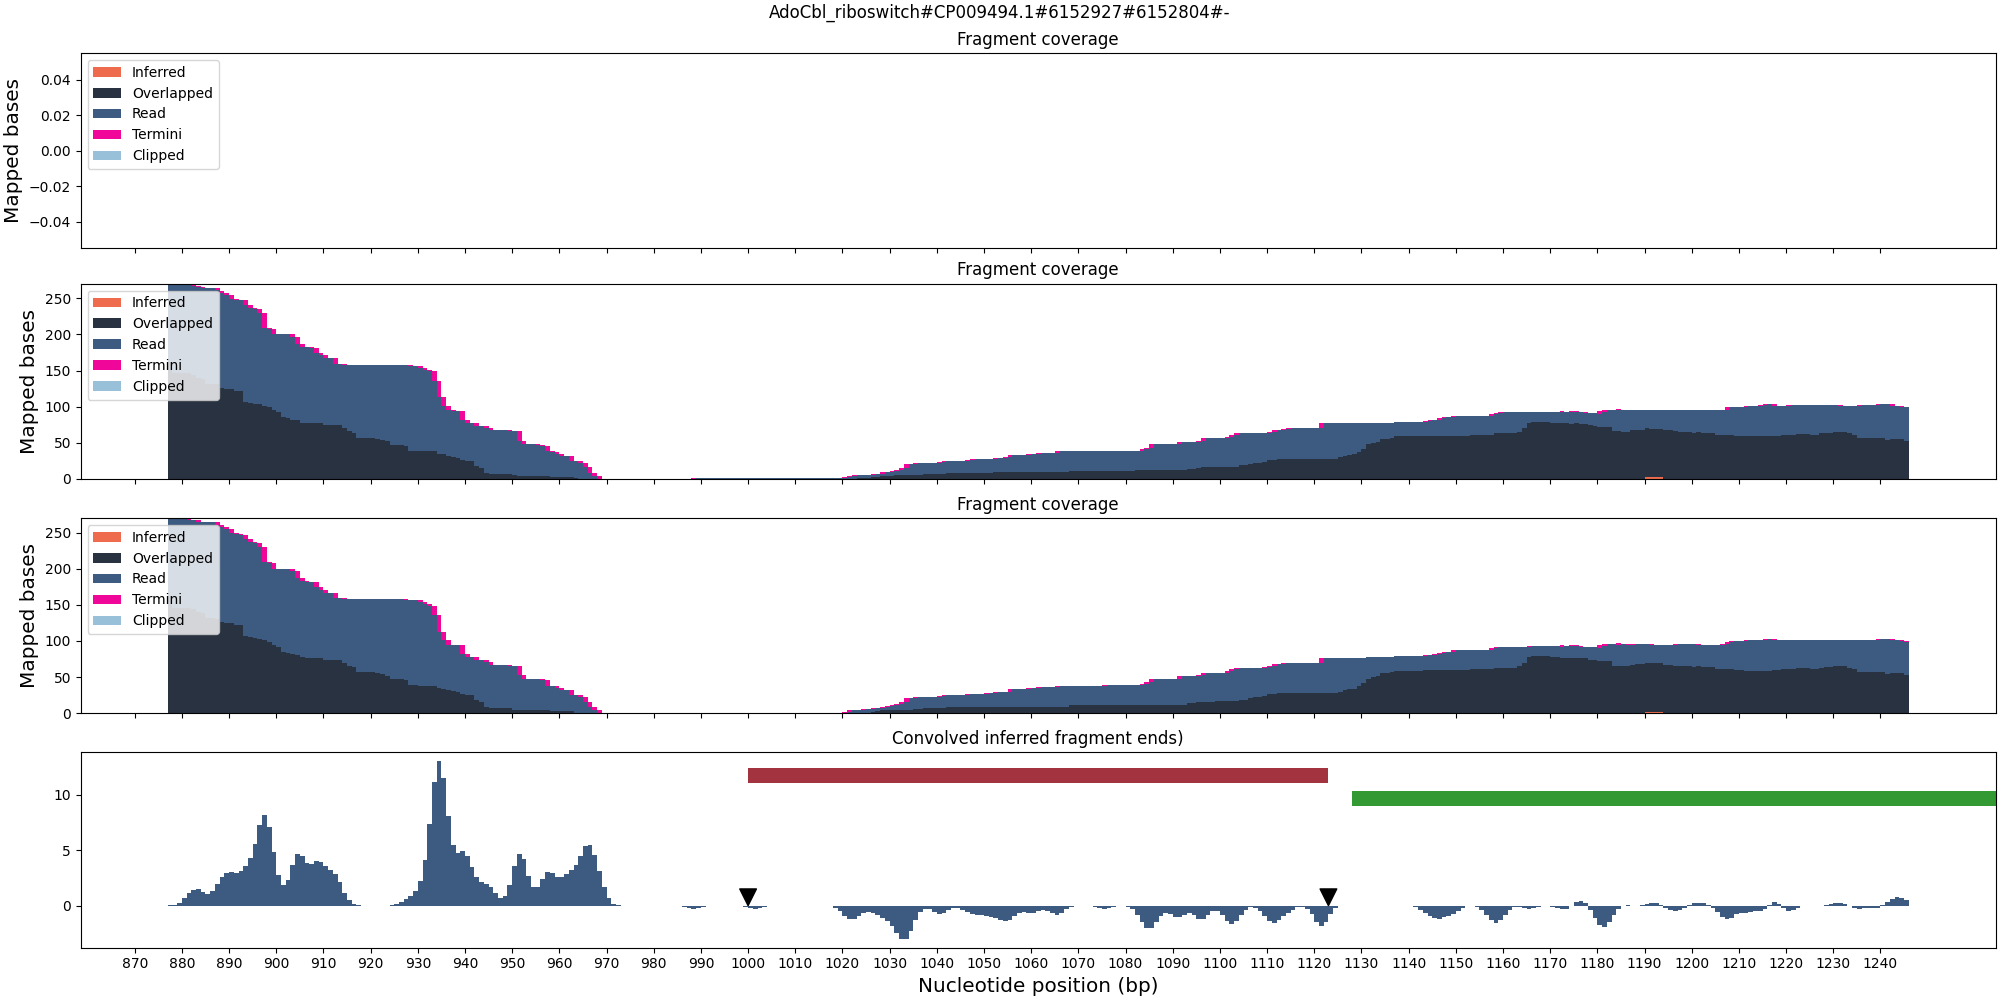 AdoCbl_riboswitch#CP009494.1#6152927#6152804#-
Fragment coverage
Mapped bases
0.04
0.02
0.00
−0.02
−0.04
Inferred
Overlapped
Read
Termini
Clipped
Fragment coverage
Mapped bases
250
200
150
100
50
0
Inferred
Overlapped
Read
Termini
Clipped
Fragment coverage
Mapped bases
250
200
150
100
50
0
Inferred
Overlapped
Read
Termini
Clipped
Convolved inferred fragment ends)
10
5
0
870 880 890 900 910 920 930 940 950 960 970 980 990 1000 1010 1020 1030 1040 1050 1060 1070 1080 1090 1100 1110 1120 1130 1140 1150 1160 1170 1180 1190 1200 1210 1220 1230 1240
Nucleotide position (bp)